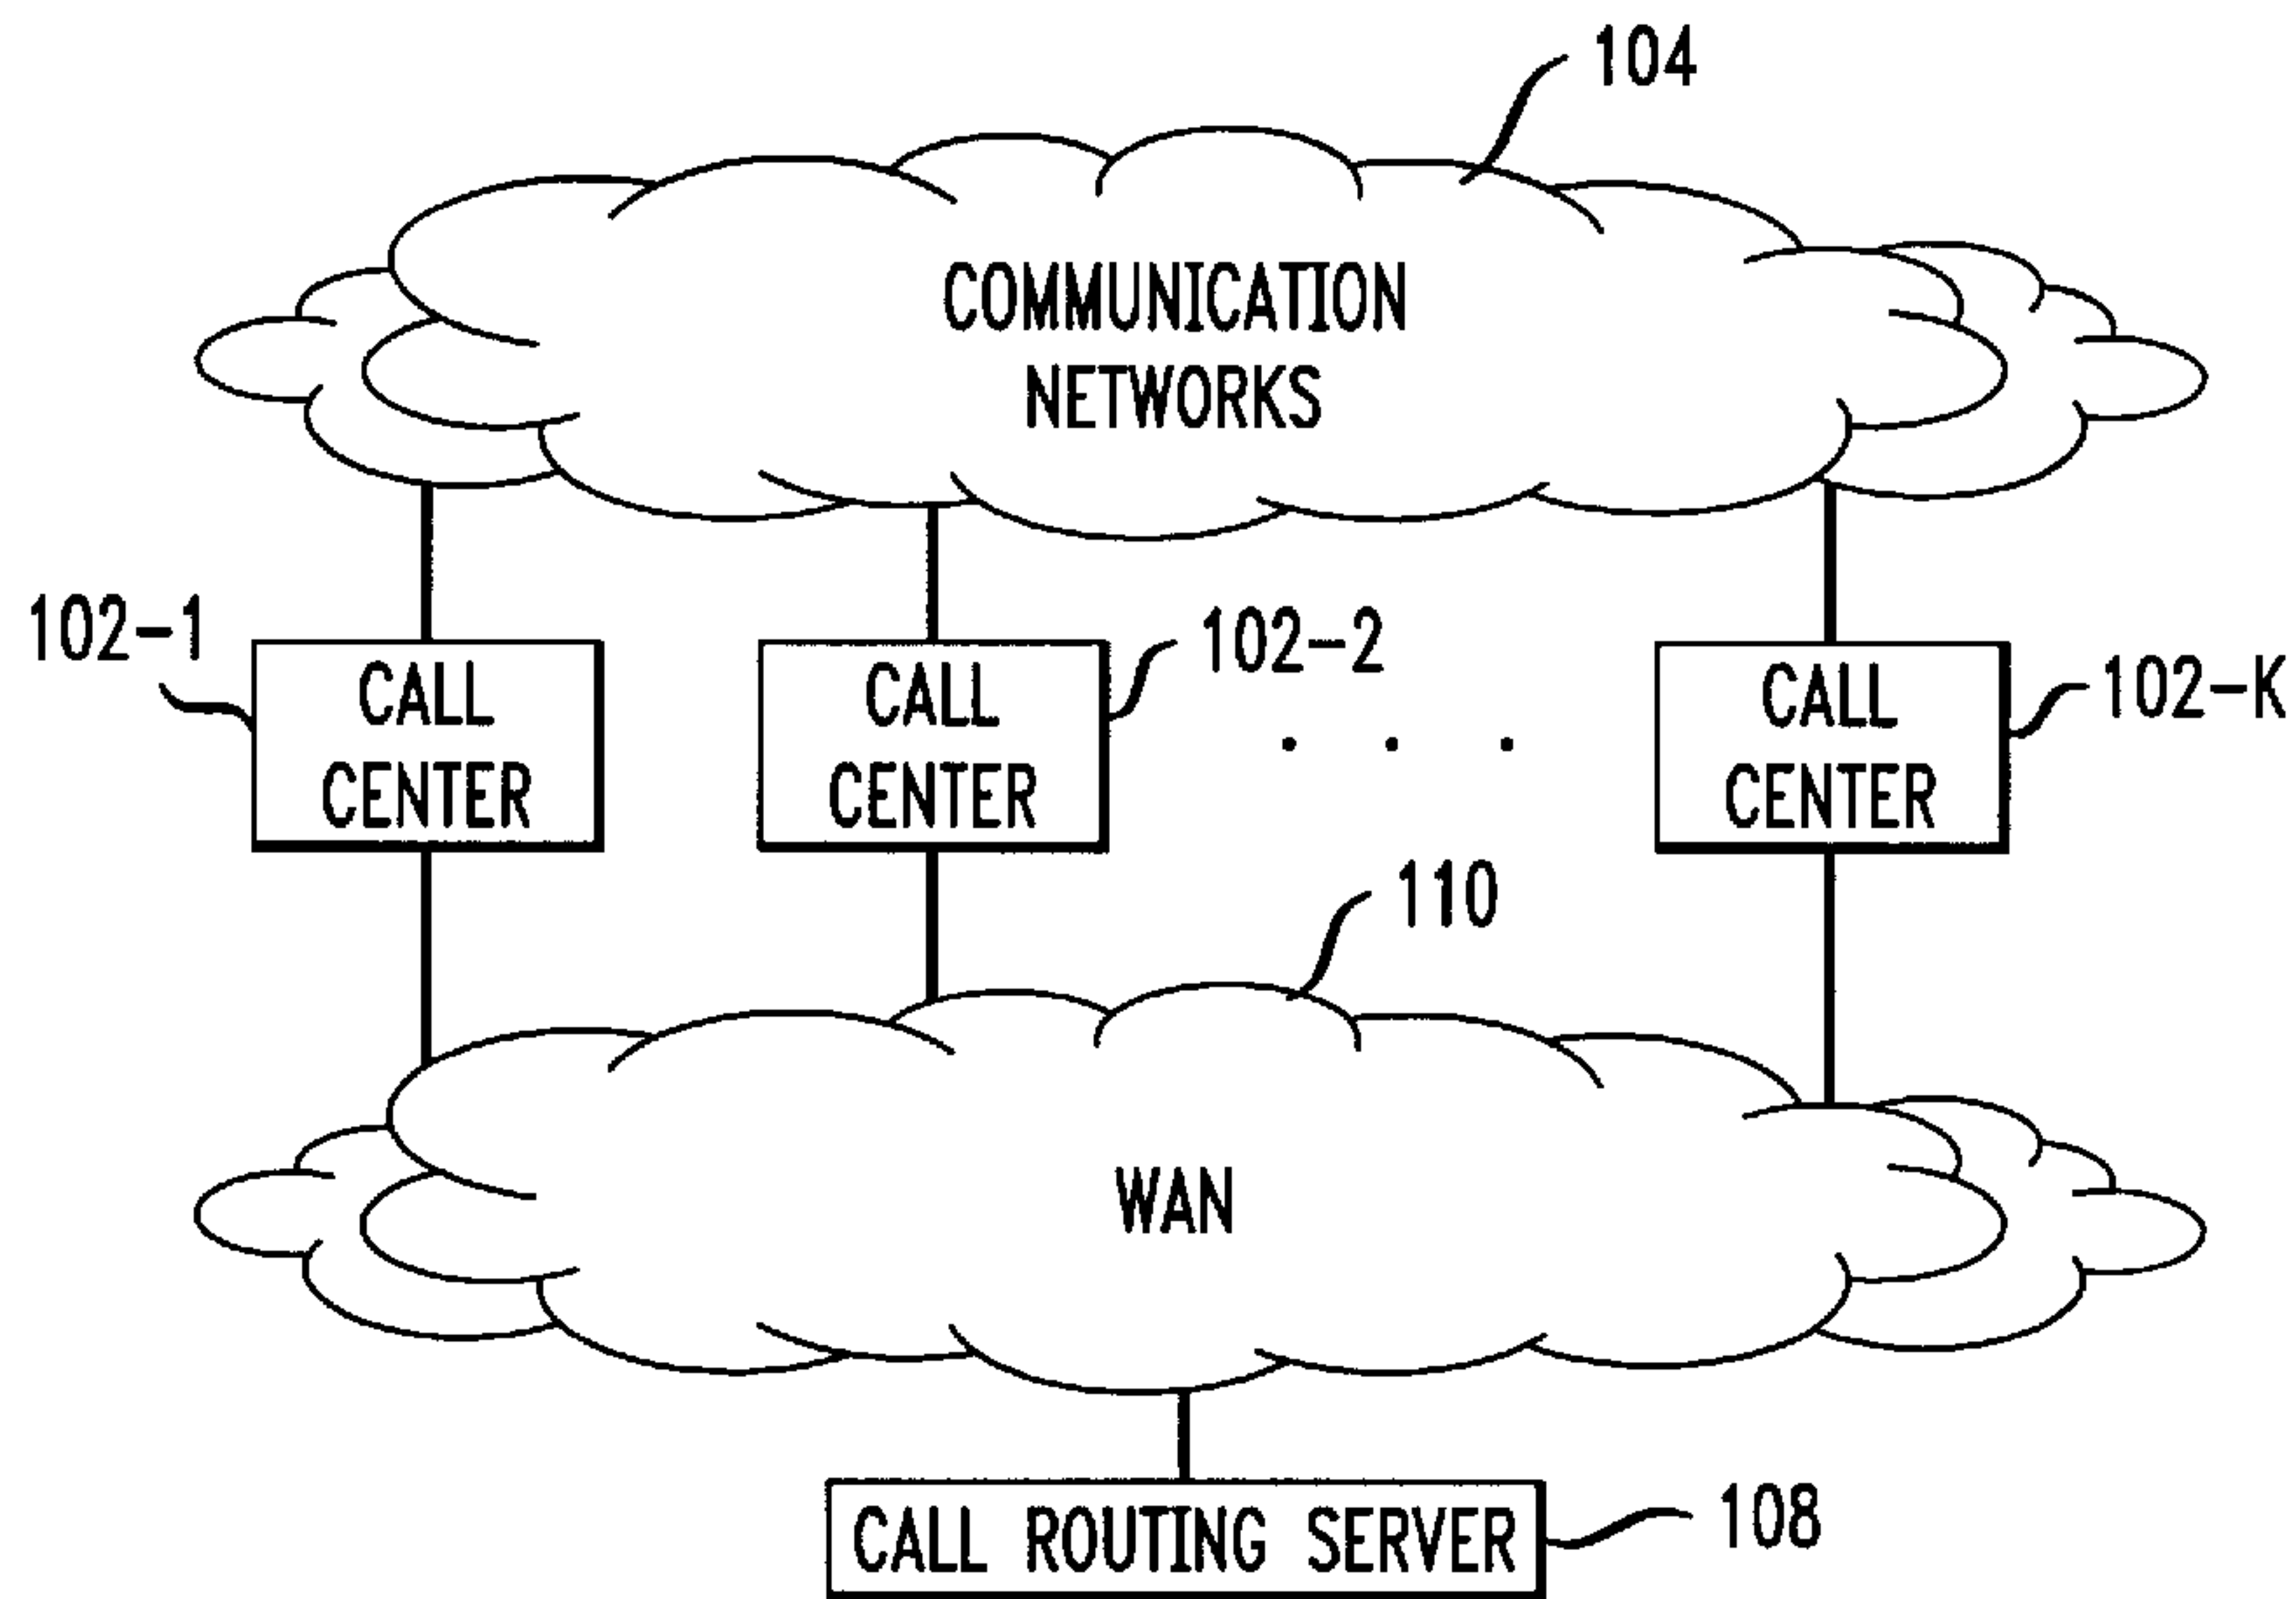 104
COMMUNICATION
NETWORKS
102-1
102-2
102-K
CALL
CENTER
CALL
CENTER
CALL
CENTER
110
WAN
CALL ROUTING SERVER
108